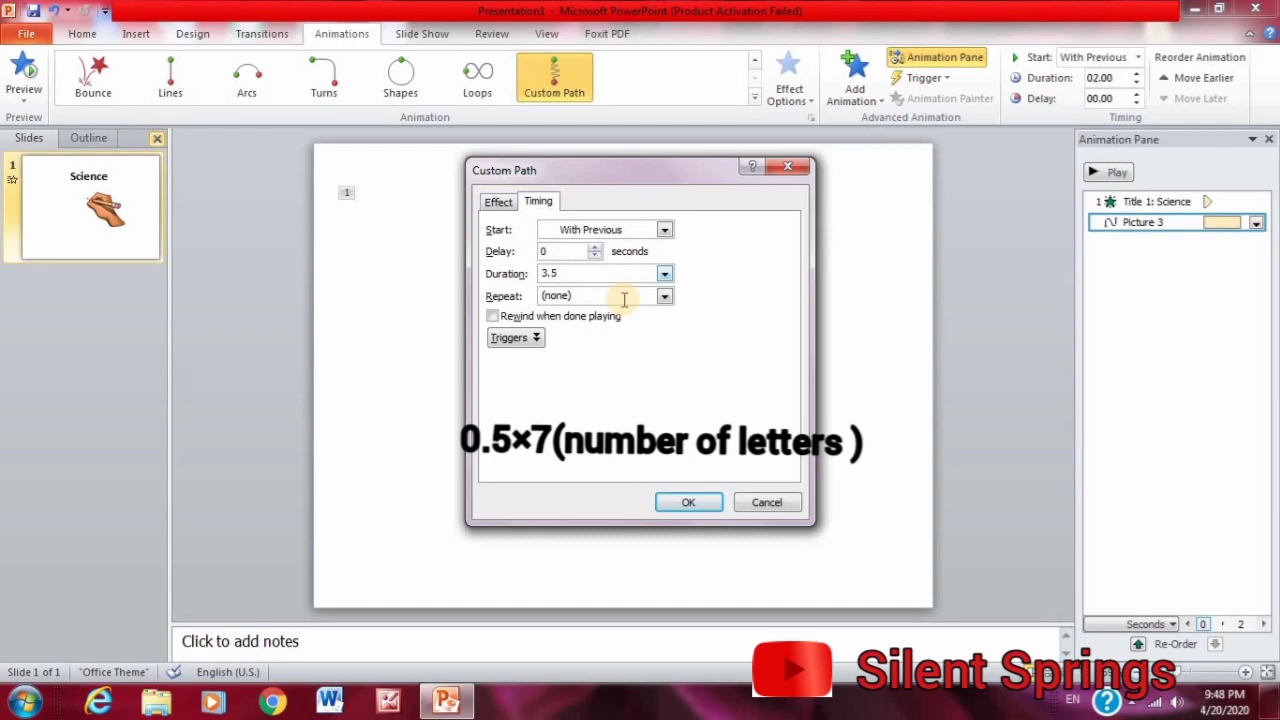 Presentation1 - Microsoft PowerPoint (Product Activation Failed)
File Home Insert Design Transitions Animations Slide Show Review View Foxit PDF
Preview
Bounce Lines Arcs Turns Shapes Loops Custom Path
Effect Options
Add Animation
Animation Pane
Trigger
Animation Painter
Start: With Previous
Duration: 02.00
Delay: 00.00
Reorder Animation
Move Earlier
Move Later
Preview Animation Advanced Animation Timing
Slides Outline
1
Science
1
Custom Path
Effect Timing
Start: With Previous
Delay: 0 seconds
Duration: 3.5
Repeat: (none)
Rewind when done playing
Triggers
0.5×7(number of letters )
OK Cancel
Animation Pane
Play
1 Title 1: Science
Picture 3
Seconds 0 2
Re-Order
Click to add notes
Slide 1 of 1 "Office Theme" English (U.S.)
Silent Springs
EN
9:48 PM
4/20/2020